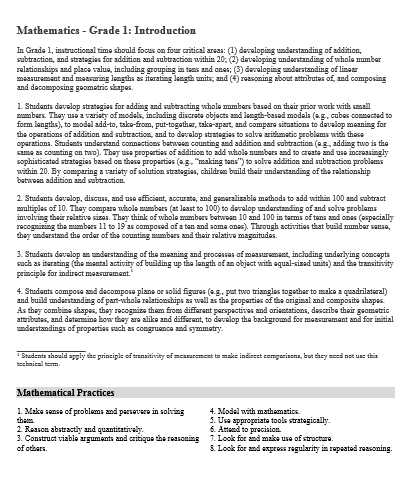 Mathematics - Grade 1: Introduction
In Grade 1, instructional time should focus on four critical areas: (1) developing understanding of addition,
subtraction, and strategies for addition and subtraction within 20; (2) developing understanding of whole number
relationships and place value, including grouping in tens and ones; (3) developing understanding of linear
measurement and measuring lengths as iterating length units; and (4) reasoning about attributes of, and composing
and decomposing geometric shapes.
1. Students develop strategies for adding and subtracting whole numbers based on their prior work with small
numbers. They use a variety of models, including discrete objects and length-based models (e.g., cubes connected to
form lengths), to model add-to, take-from, put-together, take-apart, and compare situations to develop meaning for
the operations of addition and subtraction, and to develop strategies to solve arithmetic problems with these
operations. Students understand connections between counting and addition and subtraction (e.g., adding two is the
same as counting on two). They use properties of addition to add whole numbers and to create and use increasingly
sophisticated strategies based on these properties (e.g., “making tens”) to solve addition and subtraction problems
within 20. By comparing a variety of solution strategies, children build their understanding of the relationship
between addition and subtraction.
2. Students develop, discuss, and use efficient, accurate, and generalizable methods to add within 100 and subtract
multiples of 10. They compare whole numbers (at least to 100) to develop understanding of and solve problems
involving their relative sizes. They think of whole numbers between 10 and 100 in terms of tens and ones (especially
recognizing the numbers 11 to 19 as composed of a ten and some ones). Through activities that build number sense,
they understand the order of the counting numbers and their relative magnitudes.
3. Students develop an understanding of the meaning and processes of measurement, including underlying concepts
such as iterating (the mental activity of building up the length of an object with equal-sized units) and the transitivity
principle for indirect measurement.1
4. Students compose and decompose plane or solid figures (e.g., put two triangles together to make a quadrilateral)
and build understanding of part-whole relationships as well as the properties of the original and composite shapes.
As they combine shapes, they recognize them from different perspectives and orientations, describe their geometric
attributes, and determine how they are alike and different, to develop the background for measurement and for initial
understandings of properties such as congruence and symmetry.
1 Students should apply the principle of transitivity of measurement to make indirect comparisons, but they need not use this
technical term.
Mathematical Practices
1. Make sense of problems and persevere in solving
them.
2. Reason abstractly and quantitatively.
3. Construct viable arguments and critique the reasoning
of others.
4. Model with mathematics.
5. Use appropriate tools strategically.
6. Attend to precision.
7. Look for and make use of structure.
8. Look for and express regularity in repeated reasoning.